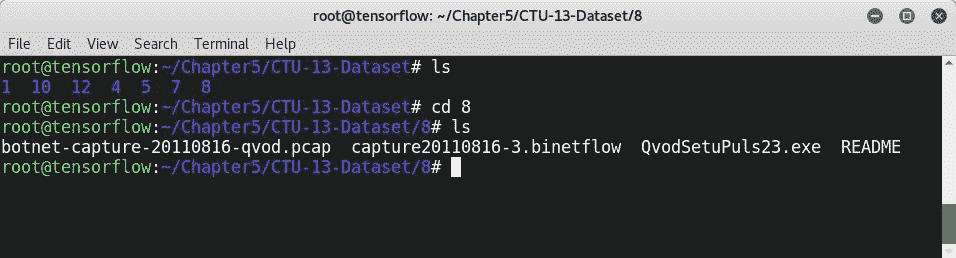 root@tensorflow: ~/Chapter5/CTU-13-Dataset/8
File Edit View Search Terminal Help
root@tensorflow:~/Chapter5/CTU-13-Dataset# ls
1 10 12 4 5 7 8
root@tensorflow:~/Chapter5/CTU-13-Dataset# cd 8
root@tensorflow:~/Chapter5/CTU-13-Dataset/8# ls
botnet-capture-20110816-qvod.pcap capture20110816-3.binetflow QvodSetuPuls23.exe README
root@tensorflow:~/Chapter5/CTU-13-Dataset/8#